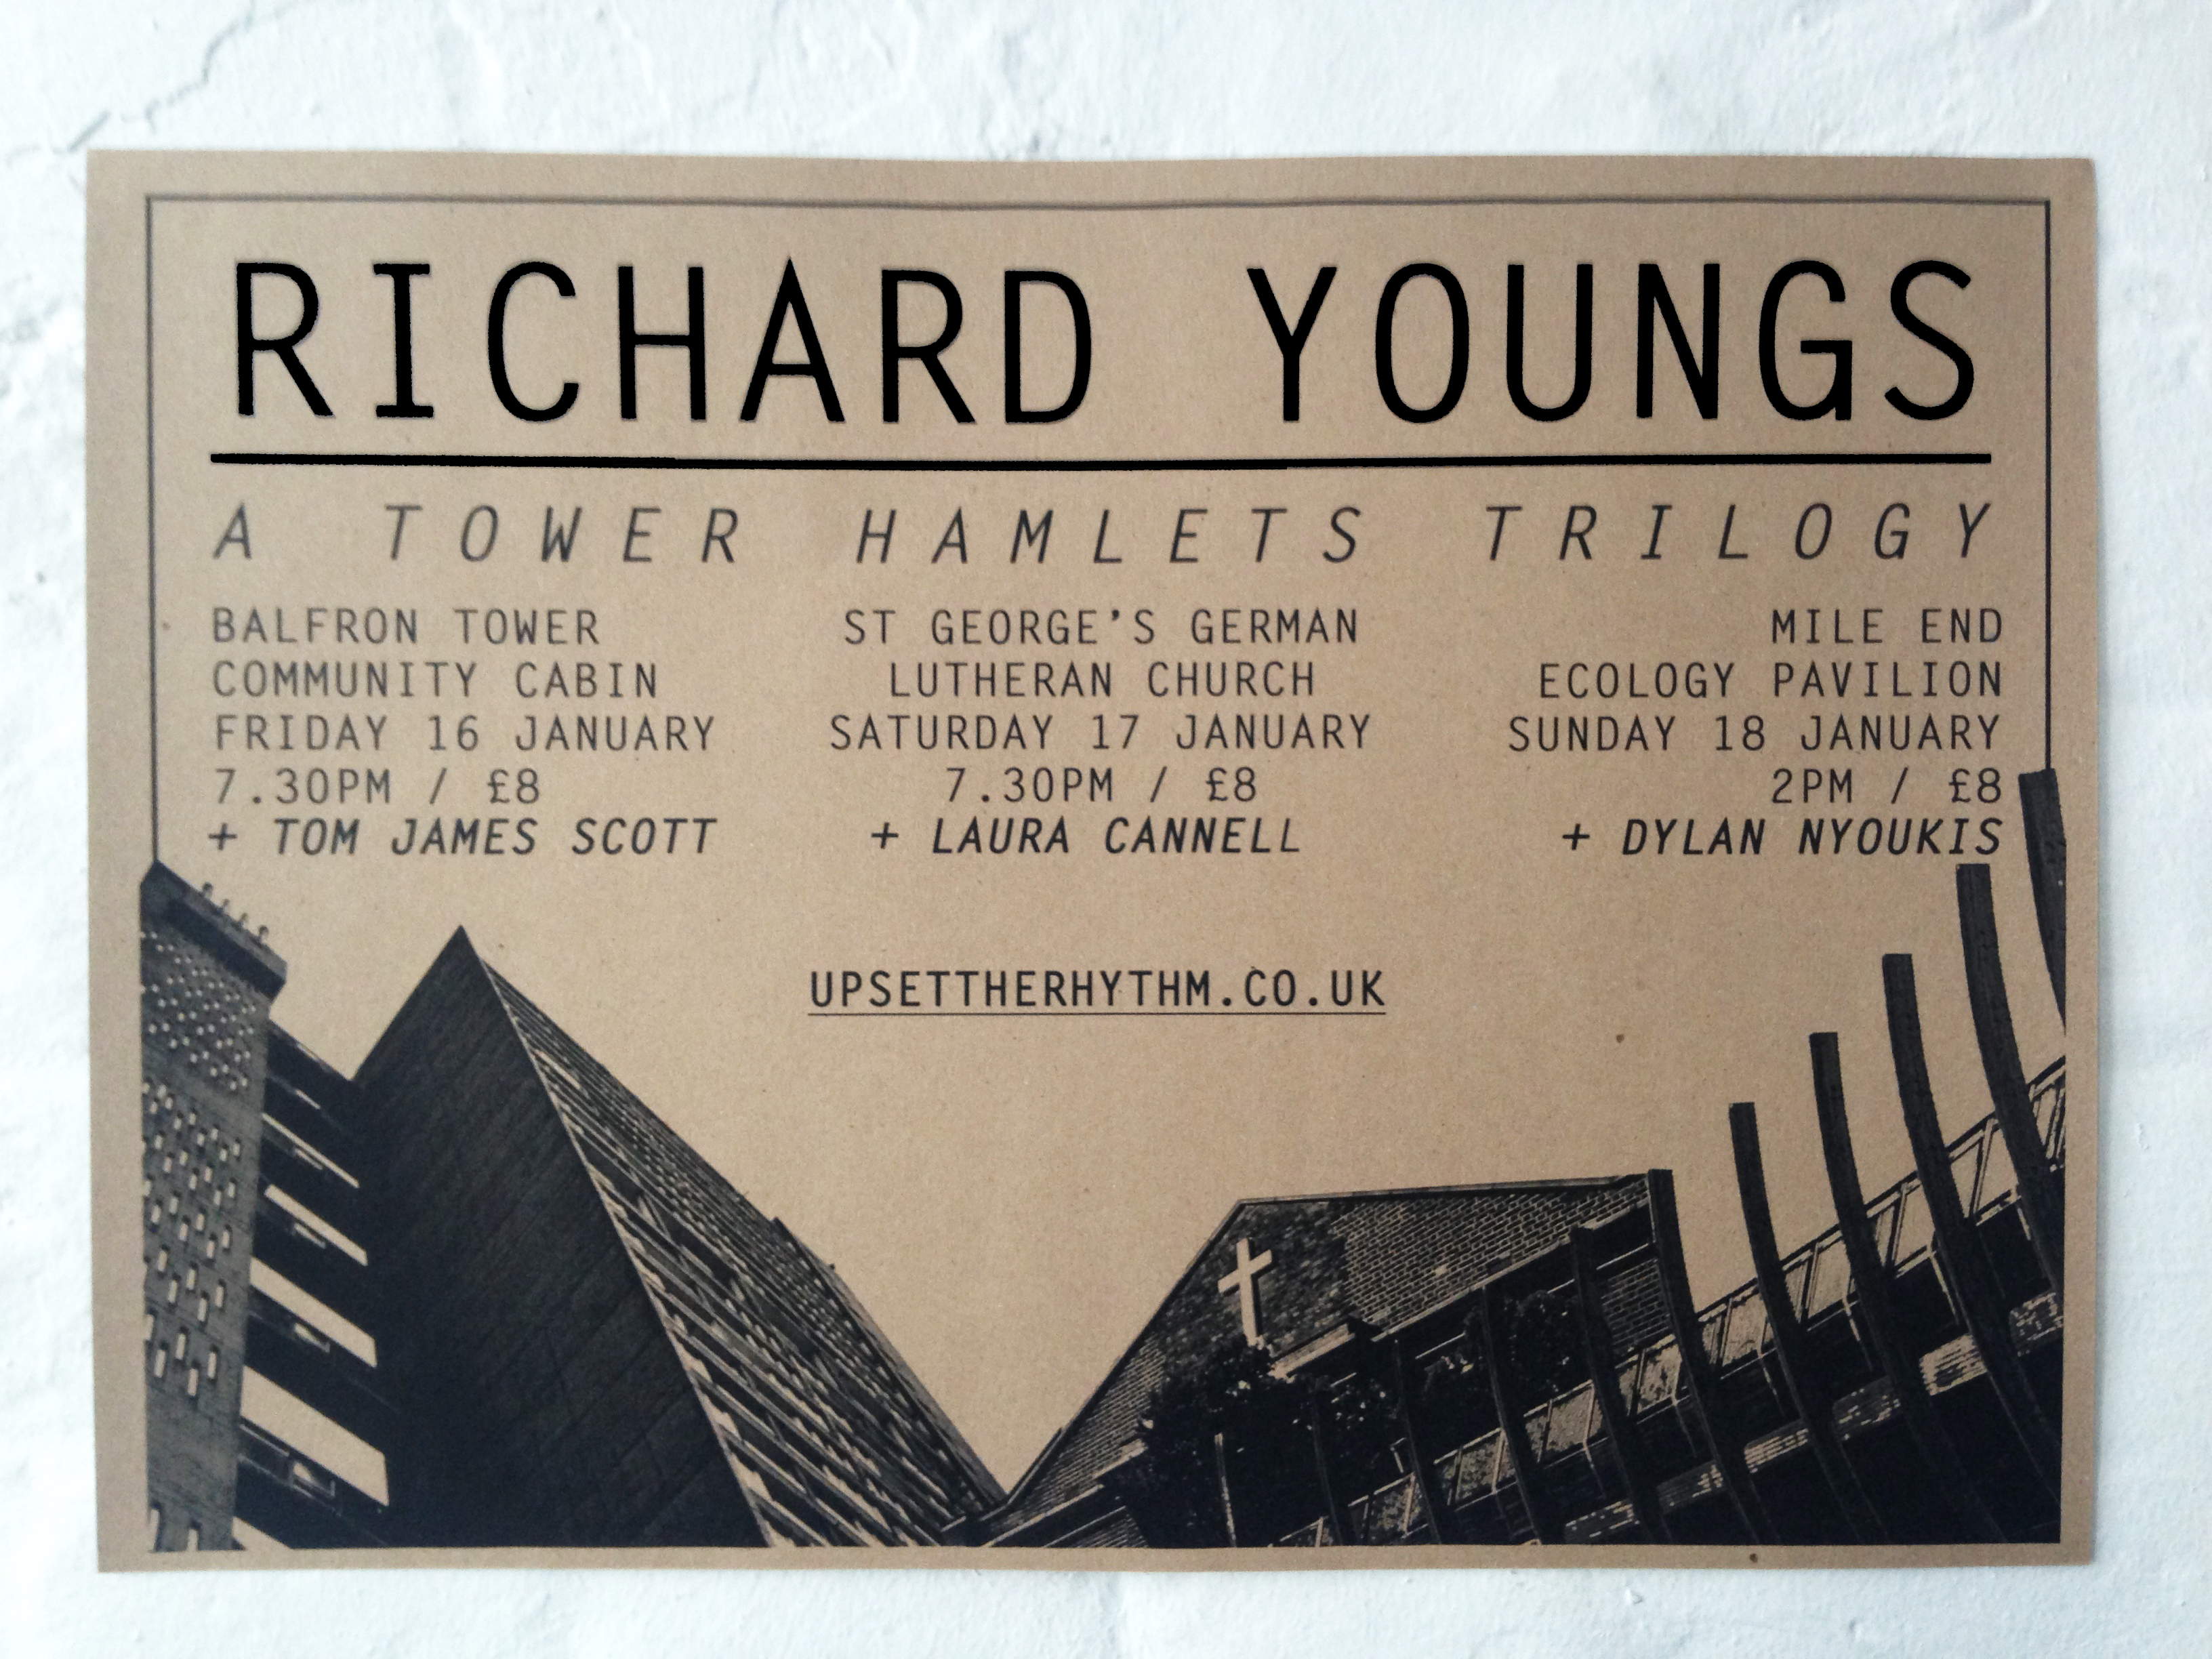 RICHARD YOUNGS
A TOWER HAMLETS TRILOGY
BALFRON TOWER
COMMUNITY CABIN
FRIDAY 16 JANUARY
7.30PM / £8
+ TOM JAMES SCOTT
ST GEORGE'S GERMAN
LUTHERAN CHURCH
SATURDAY 17 JANUARY
7.30PM / £8
+ LAURA CANNELL
MILE END
ECOLOGY PAVILION
SUNDAY 18 JANUARY
2PM / £8
+ DYLAN NYOUKIS
UPSETTHERHYTHM.CO.UK